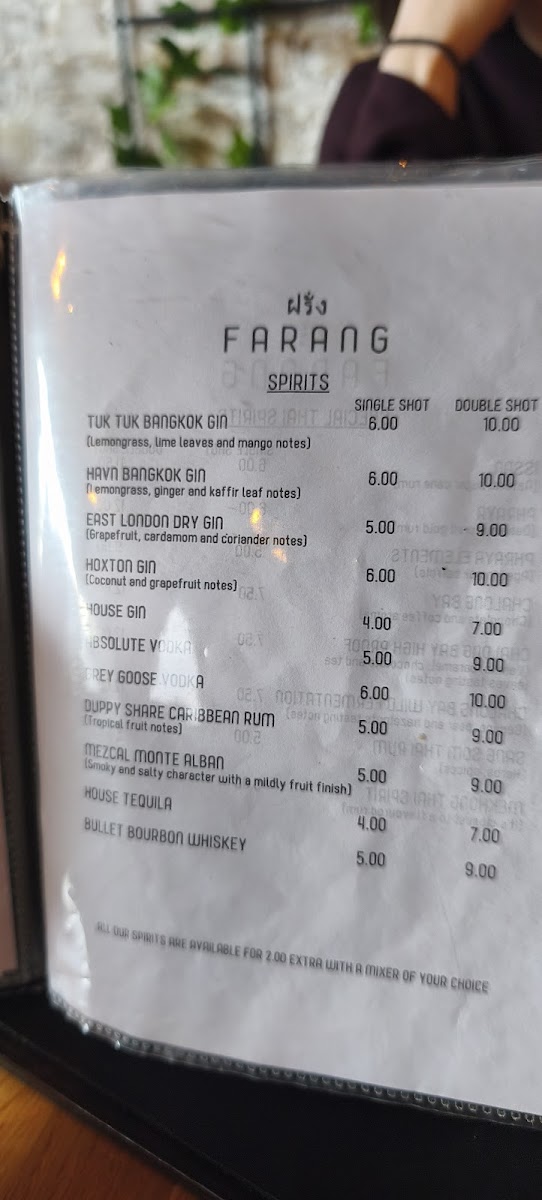 ฝรั่ง
FARANG
SPIRITS
SINGLE SHOT DOUBLE SHOT
TUK TUK BANGKOK GIN 6.00 10.00
(Lemongrass, lime leaves and mango notes)
HAVN BANGKOK GIN 6.00 10.00
(Lemongrass, ginger and kaffir leaf notes)
EAST LONDON DRY GIN 5.00 9.00
(Grapefruit, cardamom and coriander notes)
HOXTON GIN 6.00 10.00
(Coconut and grapefruit notes)
HOUSE GIN 4.00 7.00
ABSOLUTE VODKA 5.00 9.00
GREY GOOSE VODKA 6.00 10.00
DUPPY SHARE CARIBBEAN RUM 5.00 9.00
(Tropical fruit notes)
MEZCAL MONTE ALBAN 5.00 9.00
(Smoky and salty character with a mildly fruit finish)
HOUSE TEQUILA 4.00 7.00
BULLET BOURBON WHISKEY 5.00 9.00
ALL OUR SPIRITS ARE AVAILABLE FOR 2.00 EXTRA WITH A MIXER OF YOUR CHOICE